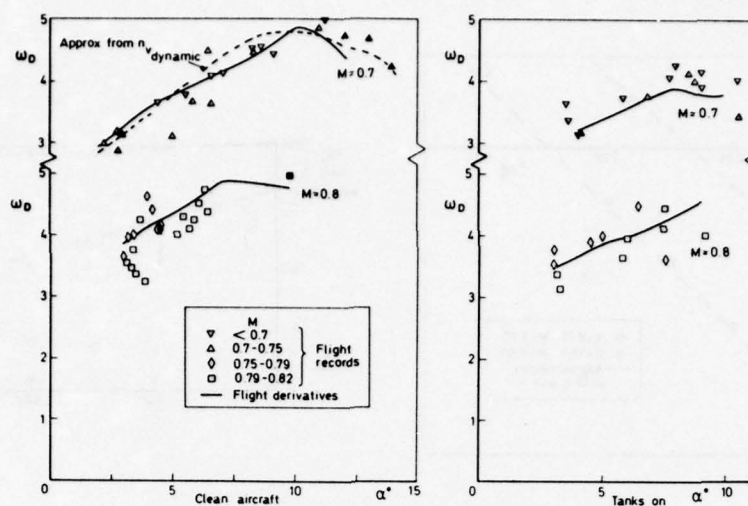 ω_D
5
4
3
Approx from n_v dynamic
M=0.7
ω_D
5
4
3
2
1
0
M=0.8
M
▽ < 0.7
△ 0.7-0.75
◊ 0.75-0.79
□ 0.79-0.82
Flight records
— Flight derivatives
5
10
15
Clean aircraft
α°
ω_D
5
4
3
M=0.7
ω_D
5
4
3
2
1
0
M=0.8
5
10
Tanks on
α°